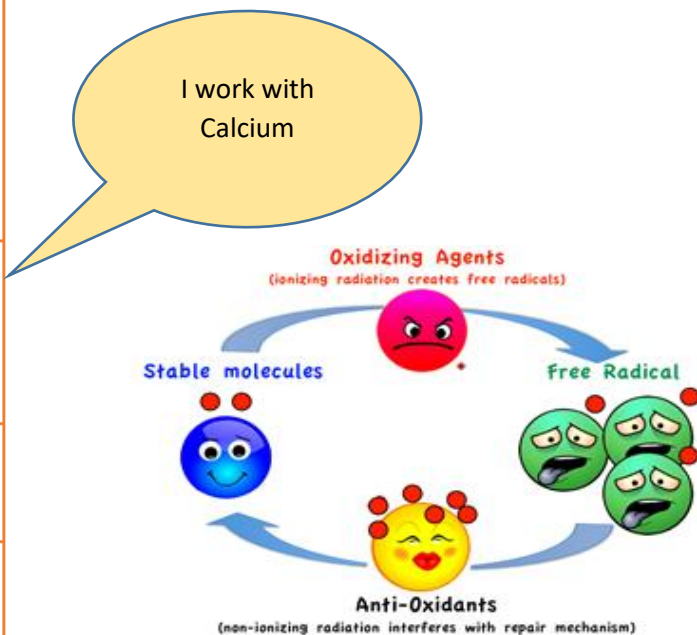 I work with
Calcium
Oxidizing Agents
(ionizing radiation creates free radicals)
Stable molecules
Free Radical
Anti-Oxidants
(non-ionizing radiation interferes with repair mechanism)